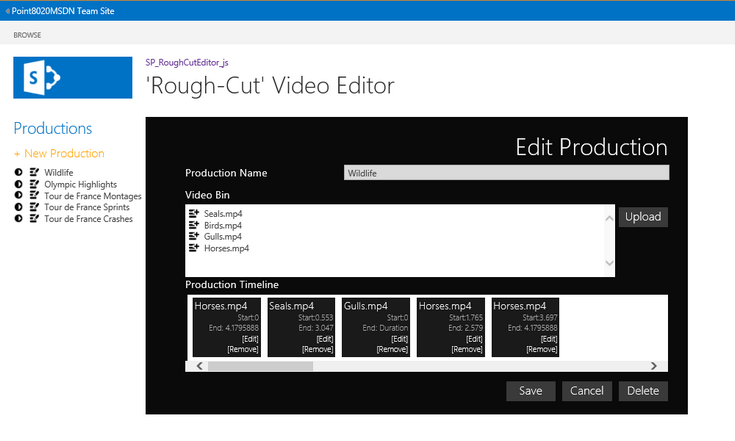 Point8020MSDN Team Site
BROWSE
S
SP_RoughCutEditor_js
'Rough-Cut' Video Editor
Productions
+ New Production
Wildlife
Olympic Highlights
Tour de France Montages
Tour de France Sprints
Tour de France Crashes
Edit Production
Production Name
Wildlife
Video Bin
Seals.mp4
Birds.mp4
Gulls.mp4
Horses.mp4
Upload
Production Timeline
Horses.mp4
Start:0
End: 4.1795888
[Edit]
[Remove]
Seals.mp4
Start:0.553
End: 3.047
[Edit]
[Remove]
Gulls.mp4
Start:0
End: Duration
[Edit]
[Remove]
Horses.mp4
Start:1.765
End: 2.579
[Edit]
[Remove]
Horses.mp4
Start:3.697
End: 4.1795888
[Edit]
[Remove]
Save
Cancel
Delete